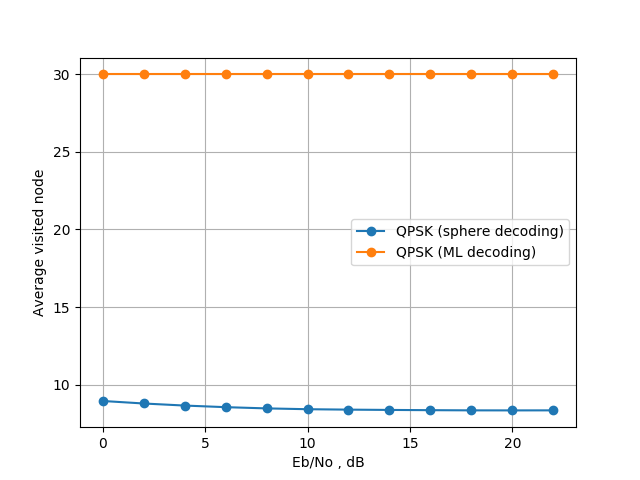 30
25
20
15
10
Average visited node
QPSK (sphere decoding)
QPSK (ML decoding)
0 5 10 15 20
Eb/No , dB